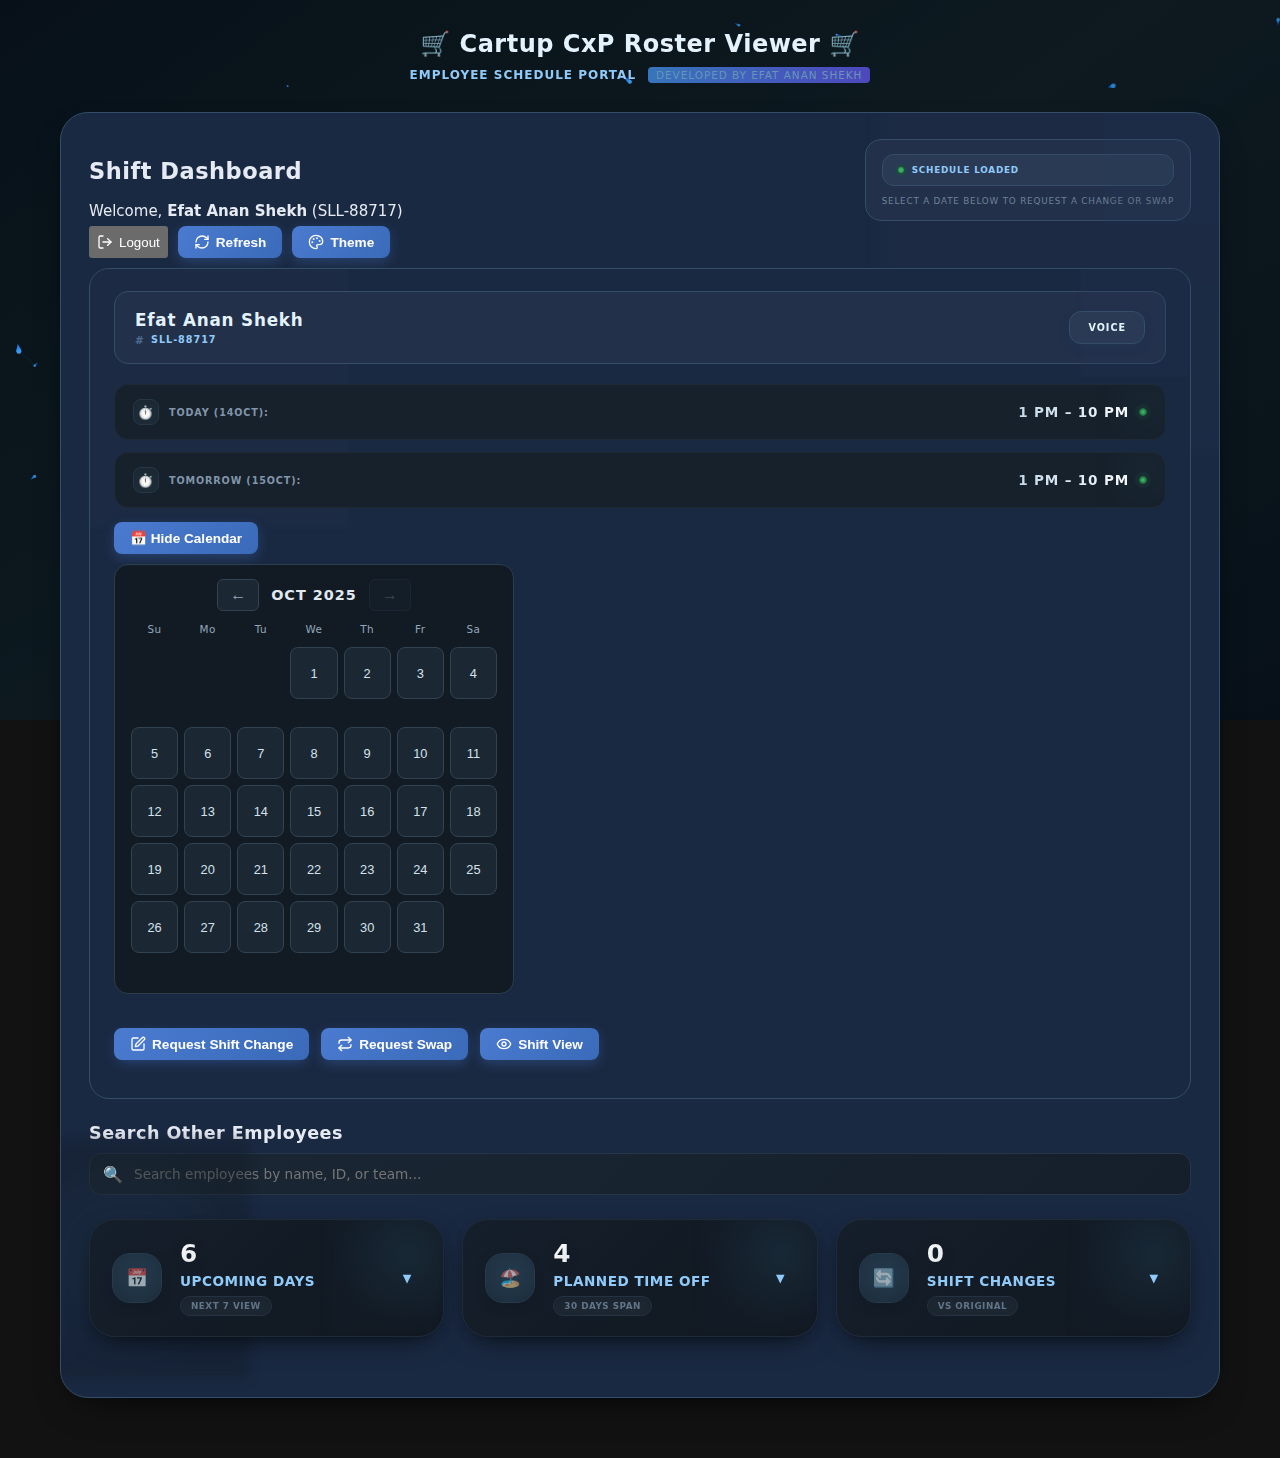 🛒 Cartup CxP Roster Viewer 🛒
EMPLOYEE SCHEDULE PORTAL DEVELOPED BY EFAT ANAN SHEKH
Shift Dashboard
SCHEDULE LOADED
SELECT A DATE BELOW TO REQUEST A CHANGE OR SWAP
Welcome, Efat Anan Shekh (SLL-88717)
Logout Refresh Theme
Efat Anan Shekh
# SLL-88717
VOICE
TODAY (14OCT): 1 PM – 10 PM
TOMORROW (15OCT): 1 PM – 10 PM
📅 Hide Calendar
← OCT 2025 →
Su Mo Tu We Th Fr Sa
1 2 3 4
5 6 7 8 9 10 11
12 13 14 15 16 17 18
19 20 21 22 23 24 25
26 27 28 29 30 31
Request Shift Change Request Swap Shift View
Search Other Employees
🔍 Search employees by name, ID, or team...
6
UPCOMING DAYS ▼
NEXT 7 VIEW
4
PLANNED TIME OFF ▼
30 DAYS SPAN
0
SHIFT CHANGES ▼
VS ORIGINAL